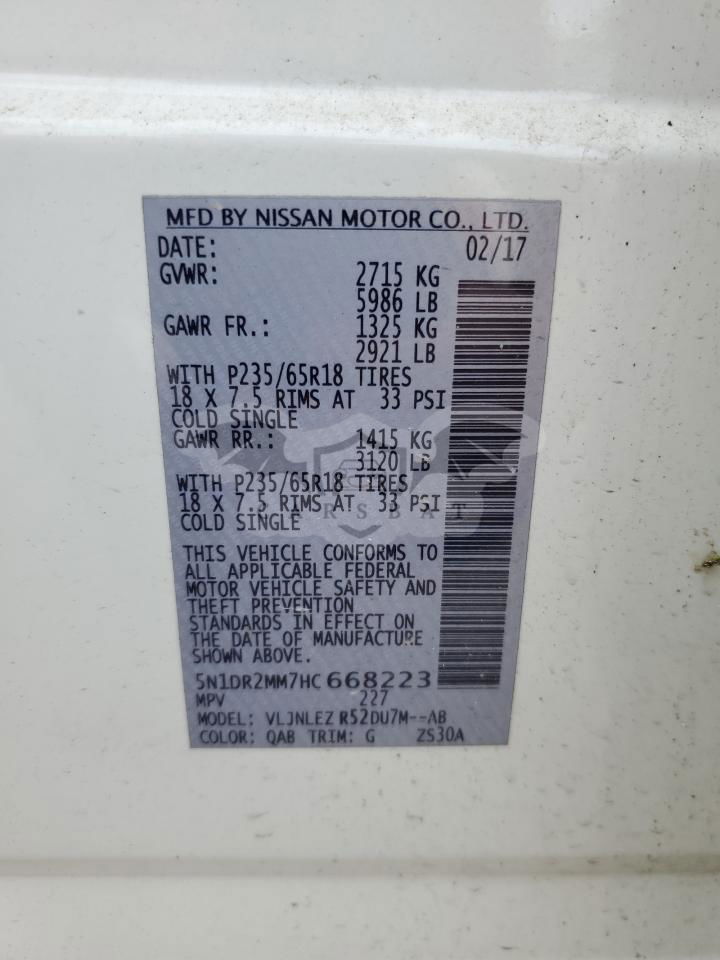 MFD BY NISSAN MOTOR CO., LTD.
DATE: 02/17
GVWR: 2715 KG
5986 LB
GAWR FR.: 1325 KG
2921 LB
WITH P235/65R18 TIRES
18 X 7.5 RIMS AT 33 PSI
COLD SINGLE
GAWR RR.: 1415 KG
3120 LB
WITH P235/65R18 TIRES
18 X 7.5 RIMS AT 33 PSI
COLD SINGLE
THIS VEHICLE CONFORMS TO
ALL APPLICABLE FEDERAL
MOTOR VEHICLE SAFETY AND
THEFT PREVENTION
STANDARDS IN EFFECT ON
THE DATE OF MANUFACTURE
SHOWN ABOVE.
5N1DR2MM7HC668223
MPV 227
MODEL: VLJNLEZ R52DU7M--AB
COLOR: QAB TRIM: G ZS30A